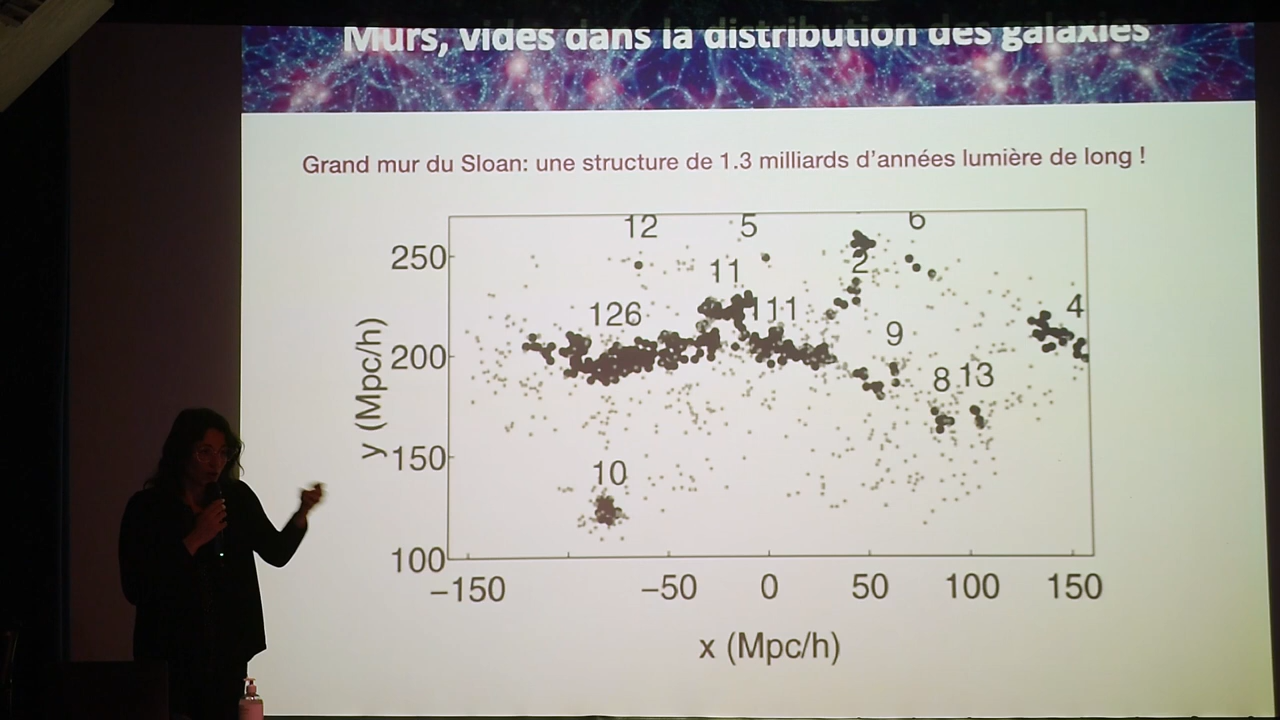 Murs, vides dans la distribution des galaxies
Grand mur du Sloan: une structure de 1.3 milliards d'années lumière de long !
12 5 6
250
11 2
126 111 4
9
200
8 13
150
10
100
−150 −50 0 50 100 150
y (Mpc/h)
x (Mpc/h)